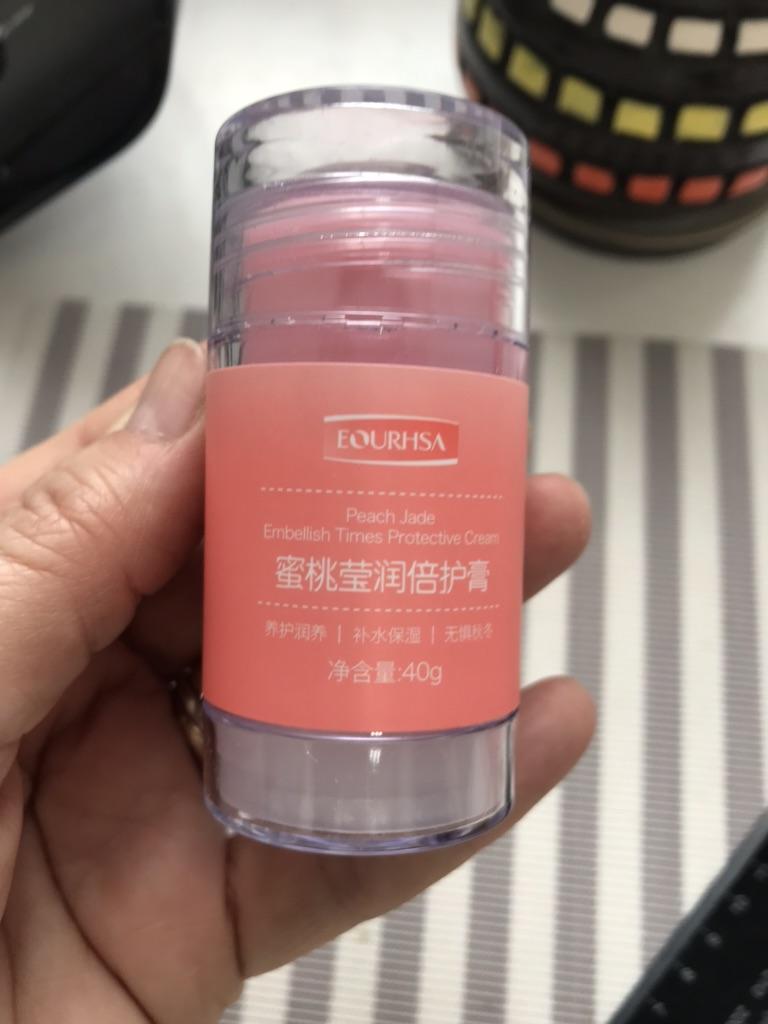 EOURHSA
Peach Jade
Embellish Times Protective Cream
蜜桃莹润倍护膏
养护润养 | 补水保湿 | 无惧秋冬
净含量:40g